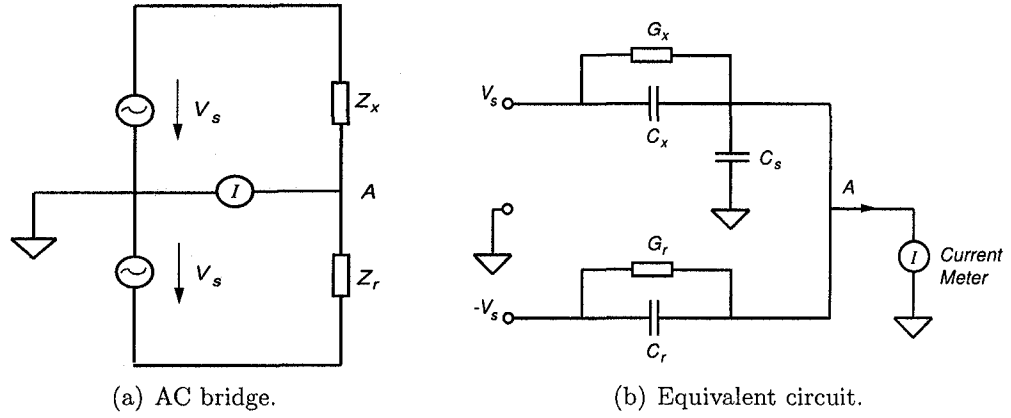 V_s
Z_x
I
A
V_s
Z_r
(a) AC bridge.
G_x
V_s
C_x
C_s
A
G_r
I Current
Meter
-V_s
C_r
(b) Equivalent circuit.